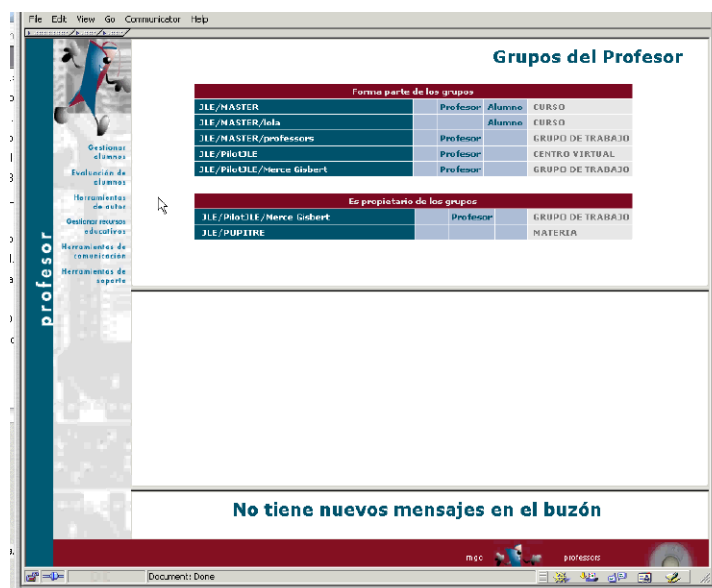 File Edit View Go Communicator Help
Grupos del Profesor
Forma parte de los grupos
JLE/MASTER Profesor Alumno CURSO
JLE/MASTER/lola Alumno CURSO
JLE/MASTER/professors Profesor GRUPO DE TRABAJO
JLE/PilotJLE Profesor CENTRO VIRTUAL
JLE/PilotJLE/Merce Gisbert Profesor GRUPO DE TRABAJO
Es propietario de los grupos
JLE/PilotJLE/Merce Gisbert Profesor GRUPO DE TRABAJO
JLE/PUPITRE MATERIA
Gestionar
alumnos
Evaluación de
alumnos
Herramientas
de autor
Gestionar recursos
educativos
Herramientas de
comunicación
Herramientas de
soporte
profesor
No tiene nuevos mensajes en el buzón
mgc professors
Document: Done